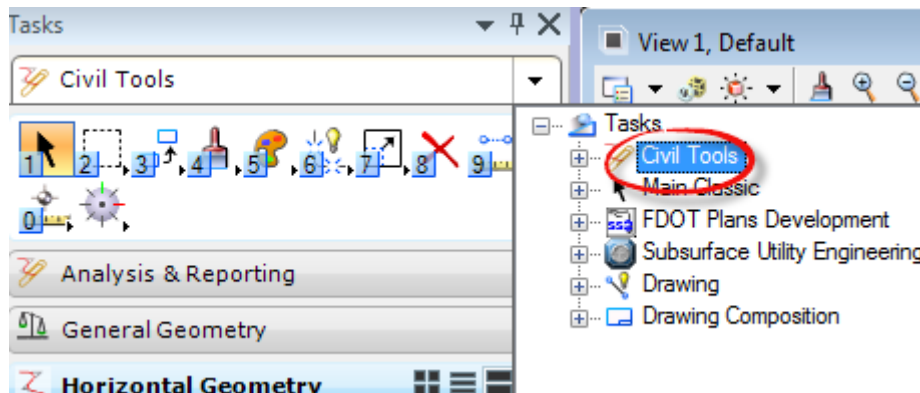 Tasks
View 1, Default
Civil Tools
Tasks
Civil Tools
Main Classic
FDOT Plans Development
Subsurface Utility Engineering
Drawing
Drawing Composition
1 2 3 4 5 6 7 8 9
0
Analysis & Reporting
General Geometry
Horizontal Geometry